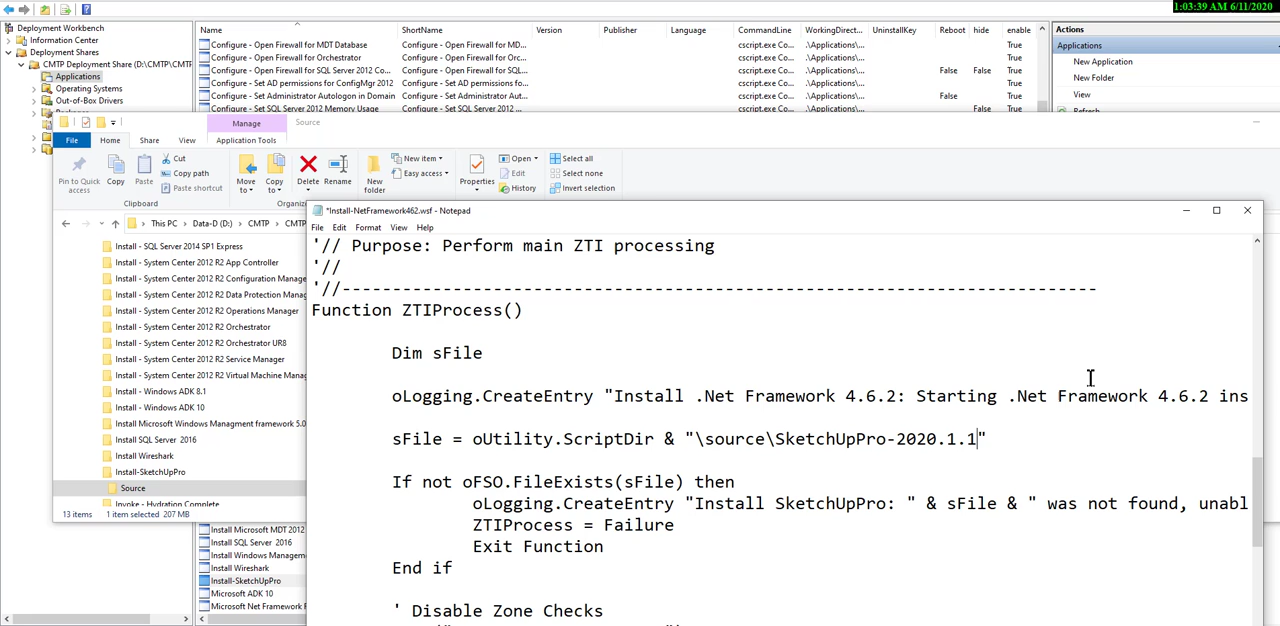 1:03:39 AM 6/11/2020
Deployment Workbench
Information Center
Deployment Shares
CMTP Deployment Share (D:\CMTP\CMTP
Applications
Operating Systems
Out-of-Box Drivers
Name ShortName Version Publisher Language CommandLine WorkingDirect... UninstallKey Reboot hide enable
Configure - Open Firewall for MDT Database Configure - Open Firewall for MD... cscript.exe Co... .\Applications\... True
Configure - Open Firewall for Orchestrator Configure - Open Firewall for Orc... cscript.exe Co... .\Applications\... True
Configure - Open Firewall for SQL Server 2012 Co... Configure - Open Firewall for SQL... cscript.exe Co... .\Applications\... False False True
Configure - Set AD permissions for ConfigMgr 2012 Configure - Set AD permissions fo... cscript.exe Co... .\Applications\... True
Configure - Set Administrator Autologon in Domain Configure - Set Administrator Aut... cscript.exe Co... .\Applications\... False False True
Configure - Set SQL Server 2012 Memory Usage Configure - Set SQL Server 2012 ... cscript.exe Co... .\Applications\... False True
Actions
Applications
New Application
New Folder
View
Refresh
Manage Source
File Home Share View Application Tools
Pin to Quick access
Copy
Paste
Cut
Copy path
Paste shortcut
Clipboard
Move to
Copy to
Delete
Rename
Organiz
New folder
New item
Easy access
Properties
Open
Edit
History
Select all
Select none
Invert selection
This PC Data-D (D:) CMTP CMTP
Install - SQL Server 2014 SP1 Express
Install - System Center 2012 R2 App Controller
Install - System Center 2012 R2 Configuration Manage
Install - System Center 2012 R2 Data Protection Manag
Install - System Center 2012 R2 Operations Manager
Install - System Center 2012 R2 Orchestrator
Install - System Center 2012 R2 Orchestrator UR8
Install - System Center 2012 R2 Service Manager
Install - System Center 2012 R2 Virtual Machine Manag
Install - Windows ADK 8.1
Install - Windows ADK 10
Install Microsoft Windows Managment framework 5.0
Install SQL Server 2016
Install Wireshark
Install-SketchUpPro
Source
Invoke - Hydration Complete
13 items 1 item selected 207 MB
Install Microsoft MDT 2012
Install SQL Server 2016
Install Windows Managem
Install Wireshark
Install-SketchUpPro
Microsoft ADK 10
Microsoft Net Framework F
*Install-NetFramework462.wsf - Notepad
File Edit Format View Help
'// Purpose: Perform main ZTI processing
'//
'//---------------------------------------------------------------------------
Function ZTIProcess()
Dim sFile
oLogging.CreateEntry "Install .Net Framework 4.6.2: Starting .Net Framework 4.6.2 ins
sFile = oUtility.ScriptDir & "\source\SketchUpPro-2020.1.1"
If not oFSO.FileExists(sFile) then
oLogging.CreateEntry "Install SketchUpPro: " & sFile & " was not found, unabl
ZTIProcess = Failure
Exit Function
End if
' Disable Zone Checks